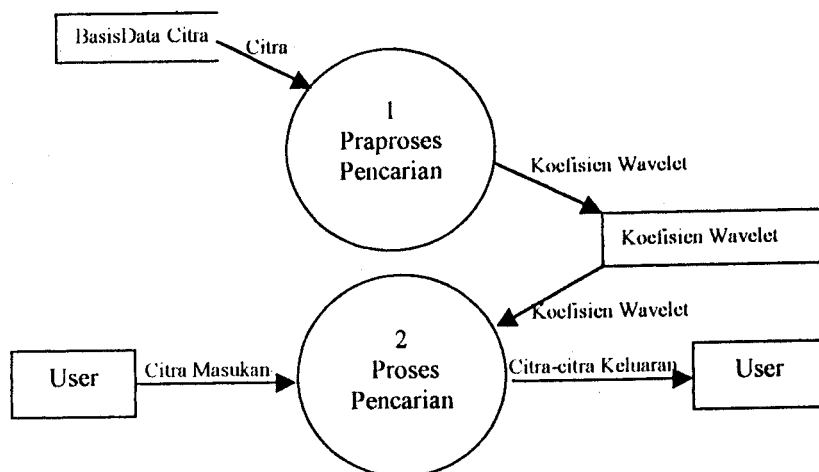 BasisData Citra
Citra
1
Praproses
Pencarian
Koefisien Wavelet
Koefisien Wavelet
Koefisien Wavelet
User
Citra Masukan
2
Proses
Pencarian
Citra-citra Keluaran
User